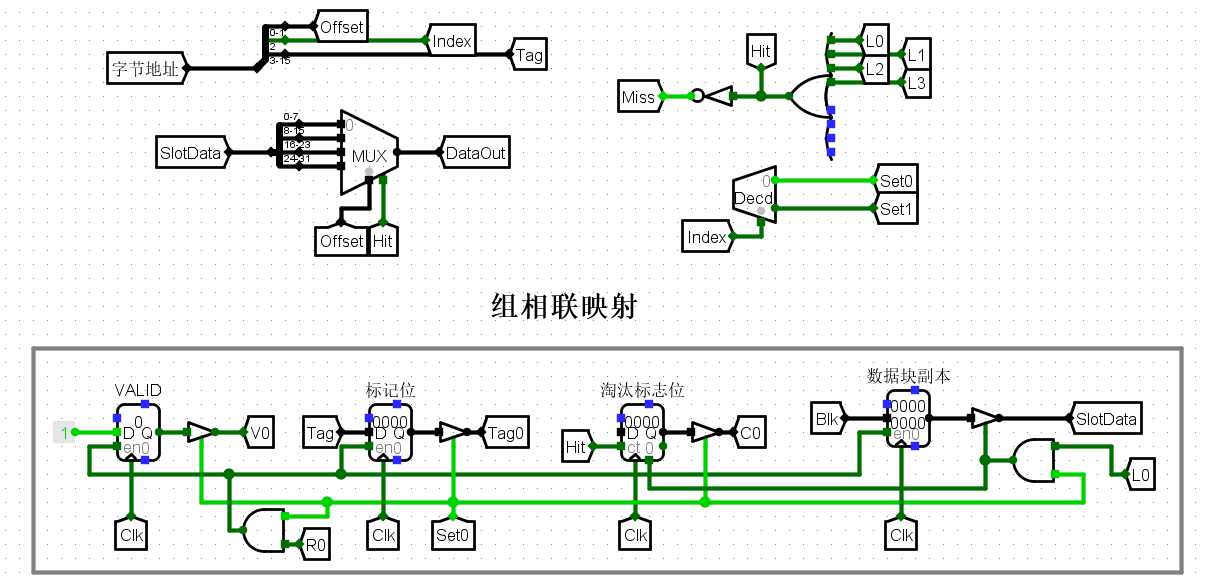 Offset
0-1
Index
2
3-15
Tag
字节地址
SlotData
0-7
8-15
16-23
24-31
0
MUX
DataOut
Offset
Hit
Hit
L0
L1
L2
L3
Miss
0
Decd
Set0
Set1
Index
组相联映射
VALID
标记位
淘汰标志位
数据块副本
1
0
D Q
en0
V0
Tag
0000
D Q
en0
Tag0
Hit
0000
D Q
ct 0
C0
Blk
0000
0000
en0
SlotData
L0
Clk
R0
Clk
Set0
Clk
Clk